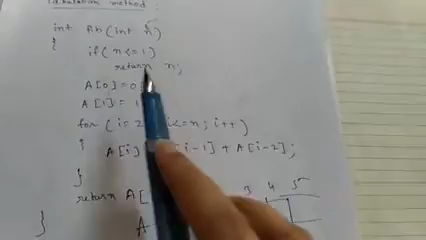 Tabulation method :
int fib (int n)
{
if (n <= 1)
return n;
A[0] = 0
A[1] = 1
for (i = 2 i <= n ; i++)
{
A[i] [i-1] + A[i-2] ;
}
return A[
}
3 4 5
A